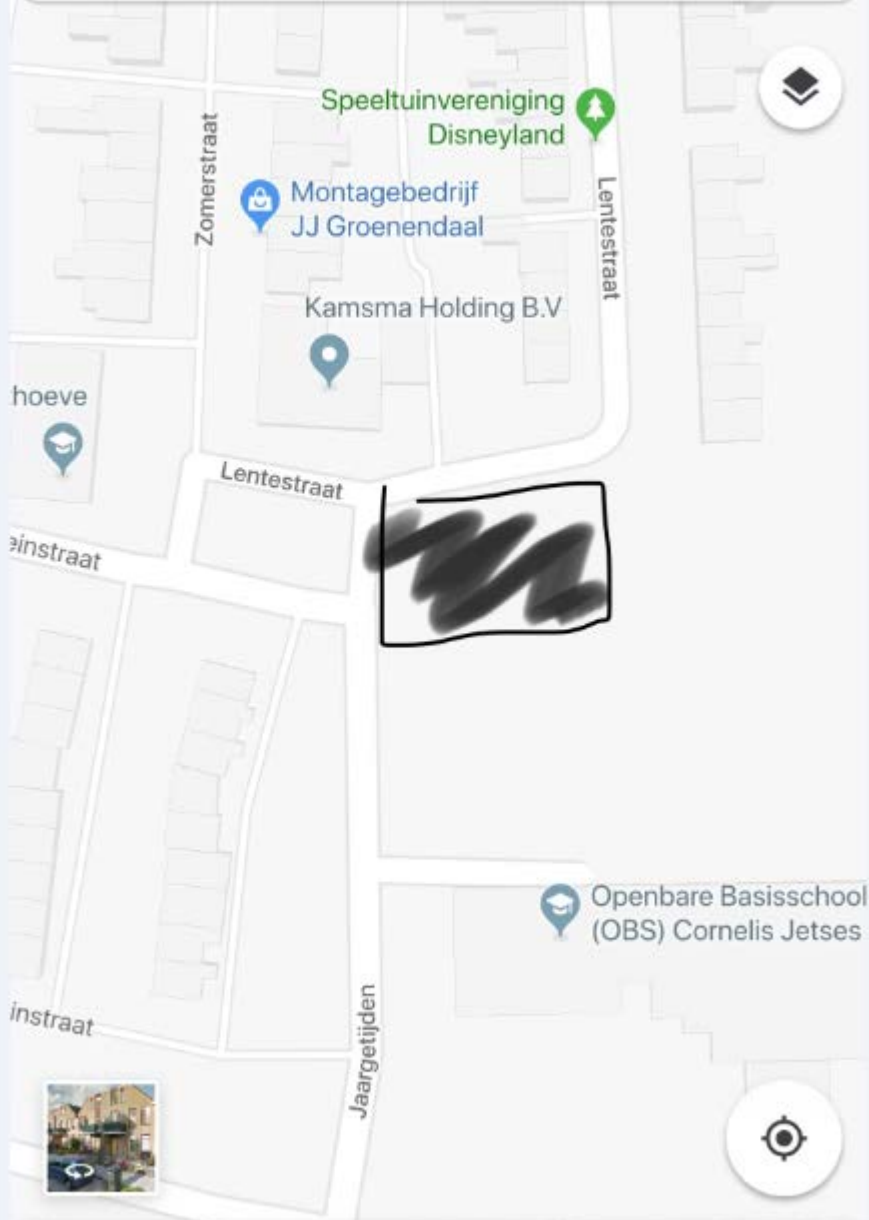 Speeltuinvereniging
Disneyland
Zomerstraat
Montagebedrijf
JJ Groenendaal
Lentestraat
Kamsma Holding B.V
hoeve
Lentestraat
einstraat
Openbare Basisschool
(OBS) Cornelis Jetses
instraat
Jaargetijden